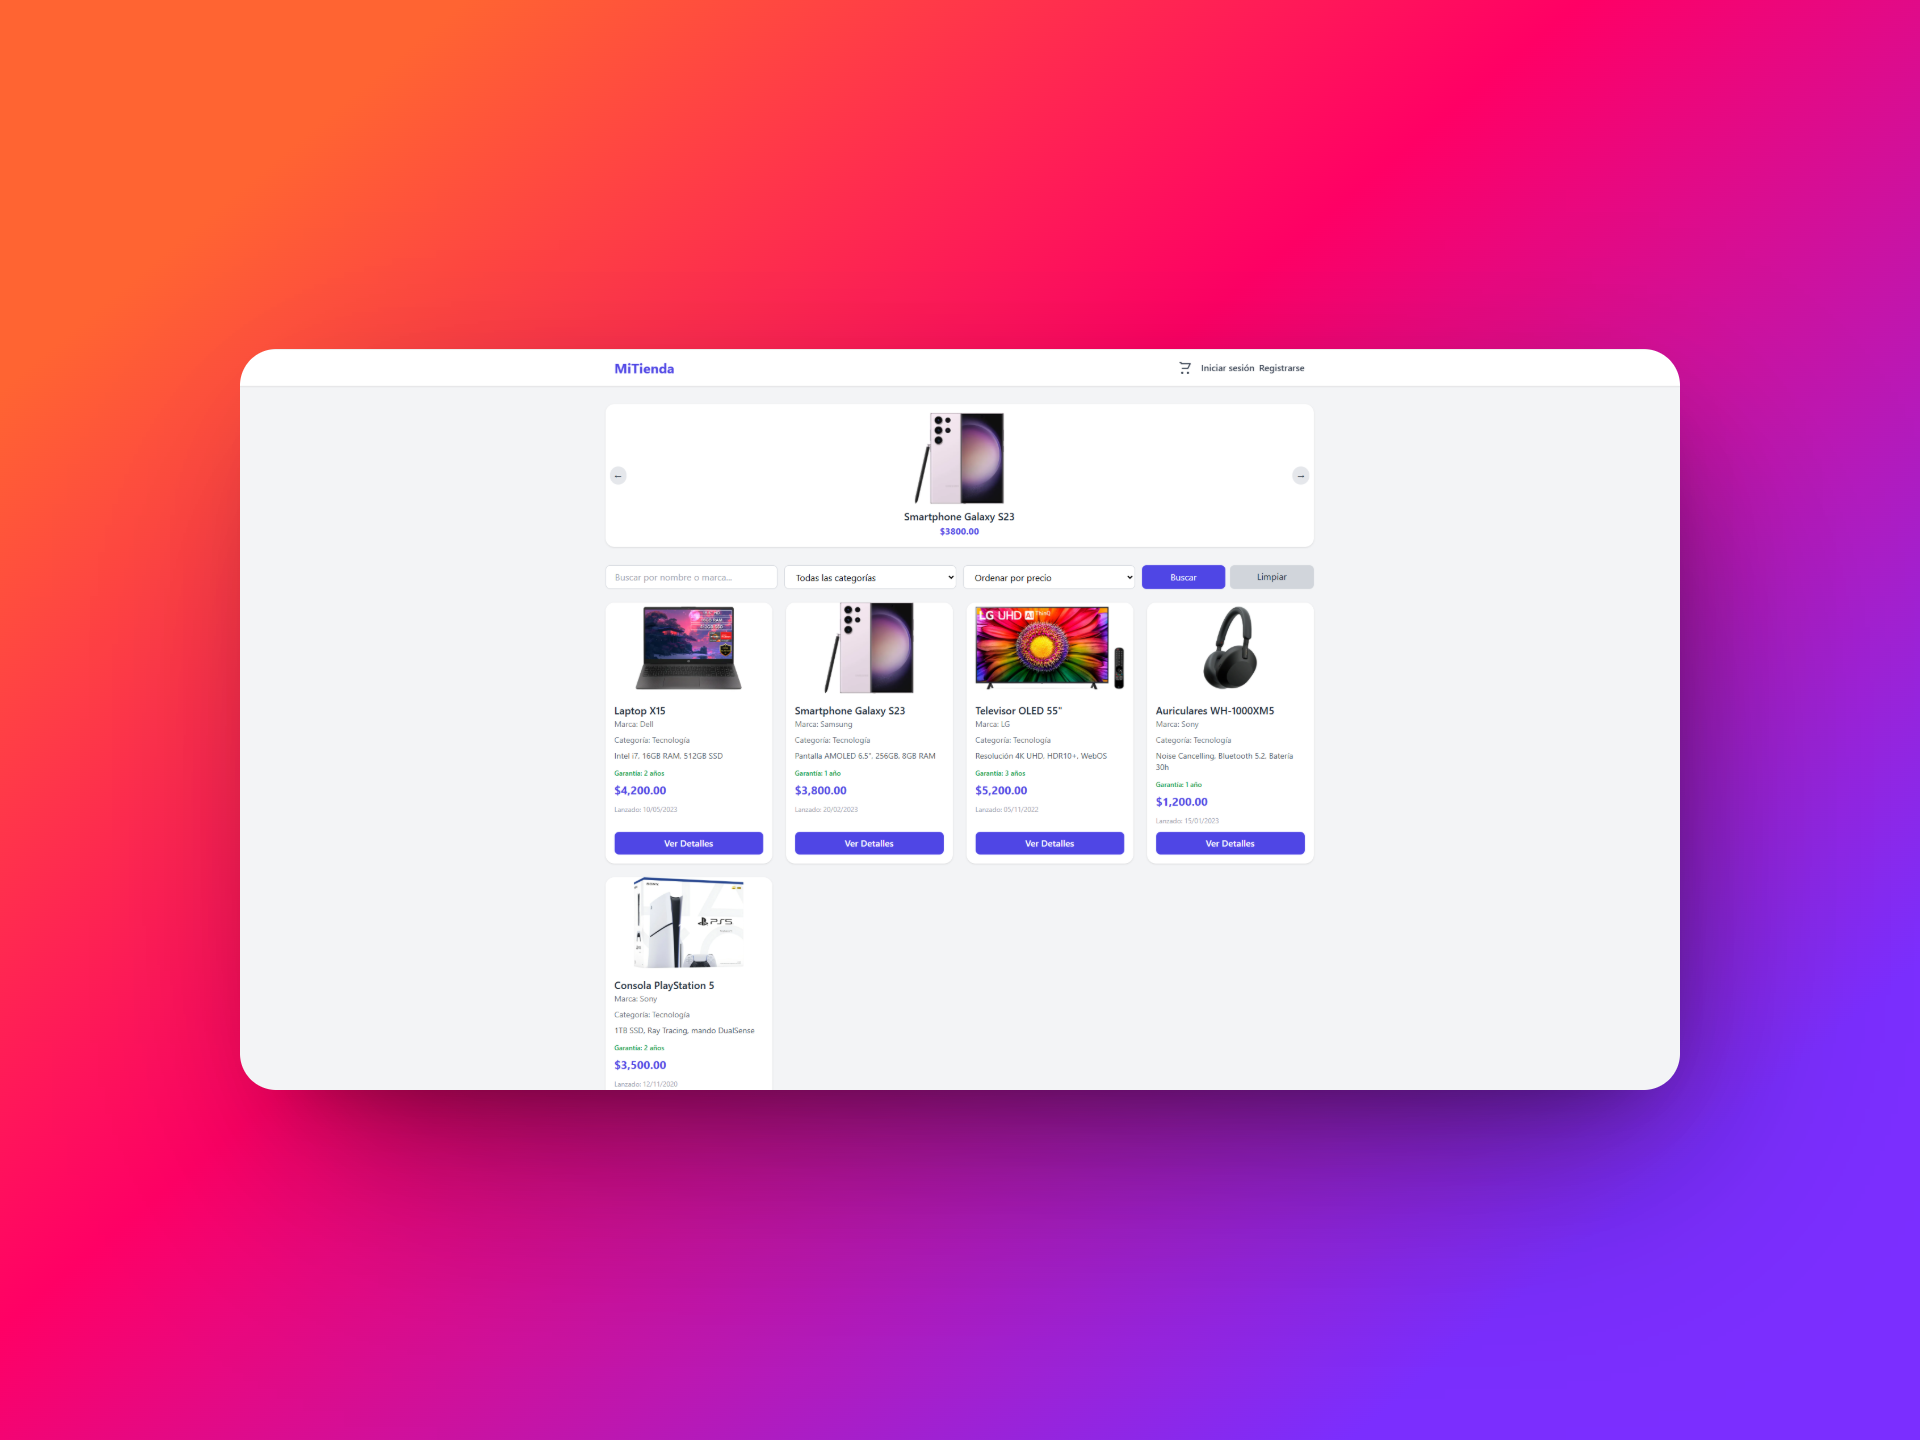 MiTienda
Iniciar sesión Registrarse
←
→
Smartphone Galaxy S23
$3800.00
Buscar por nombre o marca...
Todas las categorías
Ordenar por precio
Buscar
Limpiar
LG UHD AI ThinQ
Laptop X15
Marca: Dell
Categoría: Tecnología
Intel i7, 16GB RAM, 512GB SSD
Garantía: 2 años
$4,200.00
Lanzado: 10/05/2023
Ver Detalles
Smartphone Galaxy S23
Marca: Samsung
Categoría: Tecnología
Pantalla AMOLED 6.5", 256GB, 8GB RAM
Garantía: 1 año
$3,800.00
Lanzado: 20/02/2023
Ver Detalles
Televisor OLED 55"
Marca: LG
Categoría: Tecnología
Resolución 4K UHD, HDR10+, WebOS
Garantía: 3 años
$5,200.00
Lanzado: 05/11/2022
Ver Detalles
Auriculares WH-1000XM5
Marca: Sony
Categoría: Tecnología
Noise Cancelling, Bluetooth 5.2, Batería
30h
Garantía: 1 año
$1,200.00
Lanzado: 15/01/2023
Ver Detalles
PS5
Consola PlayStation 5
Marca: Sony
Categoría: Tecnología
1TB SSD, Ray Tracing, mando DualSense
Garantía: 2 años
$3,500.00
Lanzado: 12/11/2020